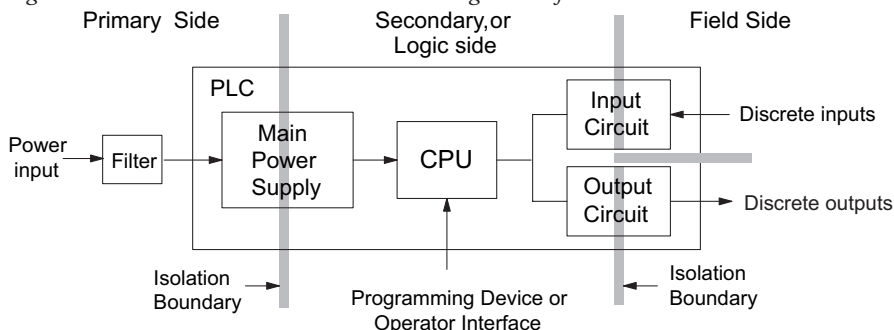 Primary Side
Secondary, or
Logic side
Field Side
PLC
Main
Power
Supply
CPU
Input
Circuit
Output
Circuit
Power
input
Filter
Discrete inputs
Discrete outputs
Isolation
Boundary
Programming Device or
Operator Interface
Isolation
Boundary